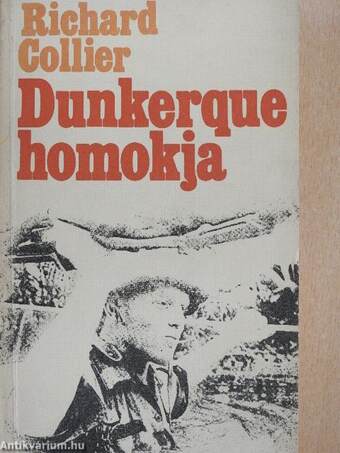 Richard
Collier
Dunkerque
homokja
Antikvarium.hu